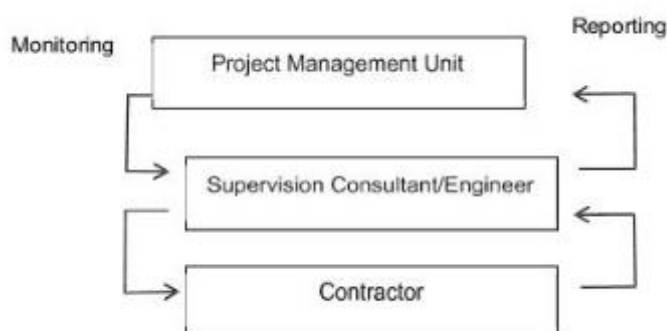 Monitoring
Reporting
Project Management Unit
Supervision Consultant/Engineer
Contractor